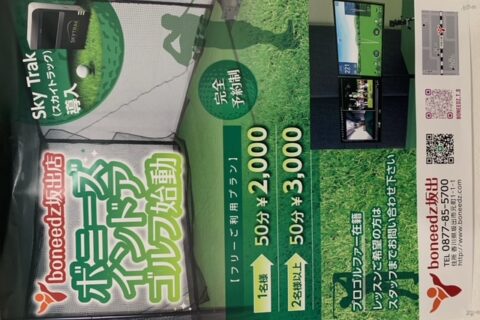 boneedz坂出店
Sky Trak
(スカイトラック)
導入
SKYTRAK
ボニーズ
インドア
ゴルフ始動
完全
予約制
【フリーご利用プラン】
1名様 50分 ¥2,000
2名様以上 50分 ¥3,000
221
プロゴルファー在籍
レッスンご希望の方は
スタッフまでお問い合わせ下さい
boneedz坂出
TEL 0877-85-5700
住所 香川県坂出市元町1-1-1
http://www.boneedz.com
BONEEDZ.T.S